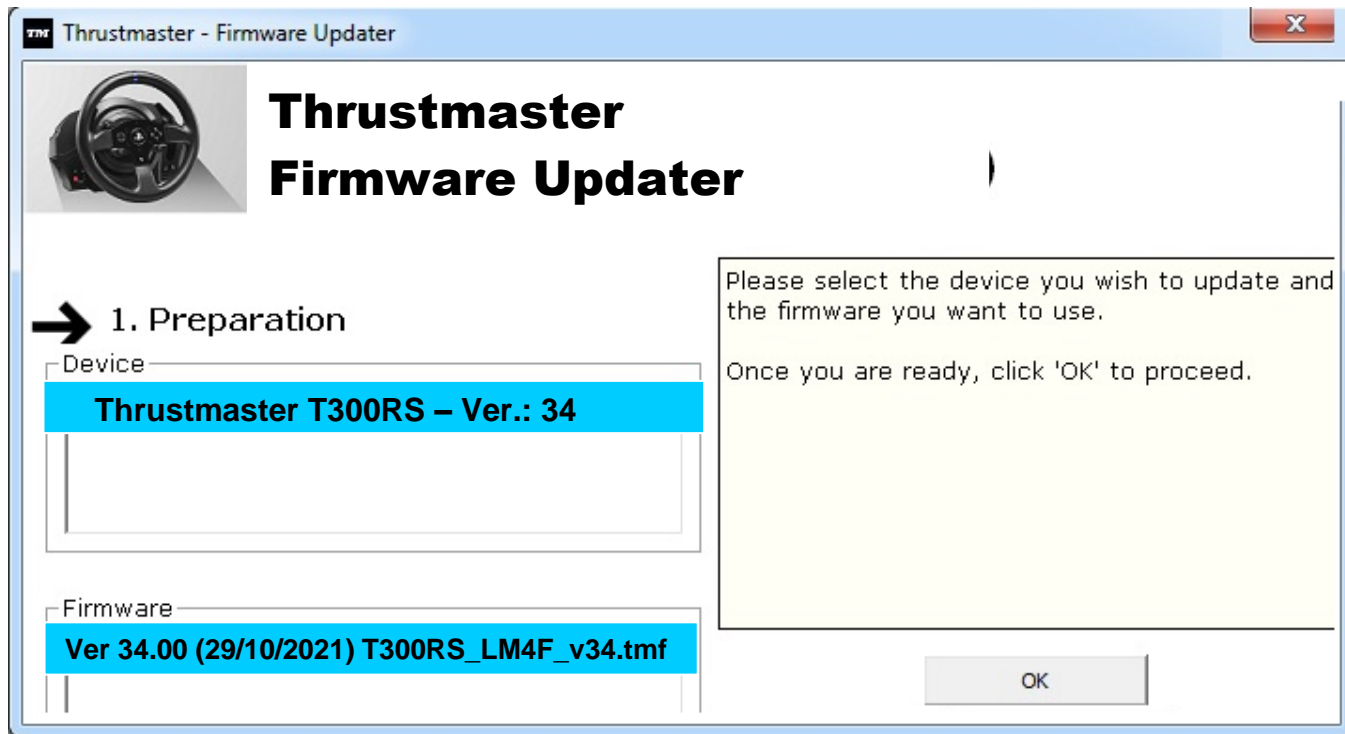 Thrustmaster - Firmware Updater
X
Thrustmaster
Firmware Updater
)
➔ 1. Preparation
Device
Thrustmaster T300RS – Ver.: 34
Firmware
Ver 34.00 (29/10/2021) T300RS_LM4F_v34.tmf
Please select the device you wish to update and
the firmware you want to use.
Once you are ready, click 'OK' to proceed.
OK